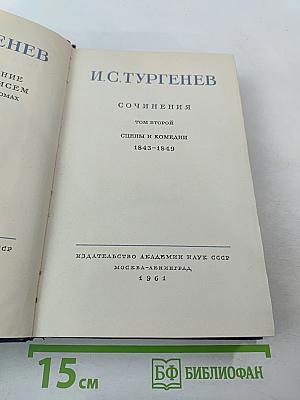 ГЕНЕВ
НИЕ
ИСЕМ
ОМАХ
ССР
И.С.ТУРГЕНЕВ
СОЧИНЕНИЯ
ТОМ ВТОРОЙ
СЦЕНЫ И КОМЕДИИ
1843–1849
ИЗДАТЕЛЬСТВО АКАДЕМИИ НАУК СССР
МОСКВА–ЛЕНИНГРАД
1961
15 см
БФ БИБЛИОФАН